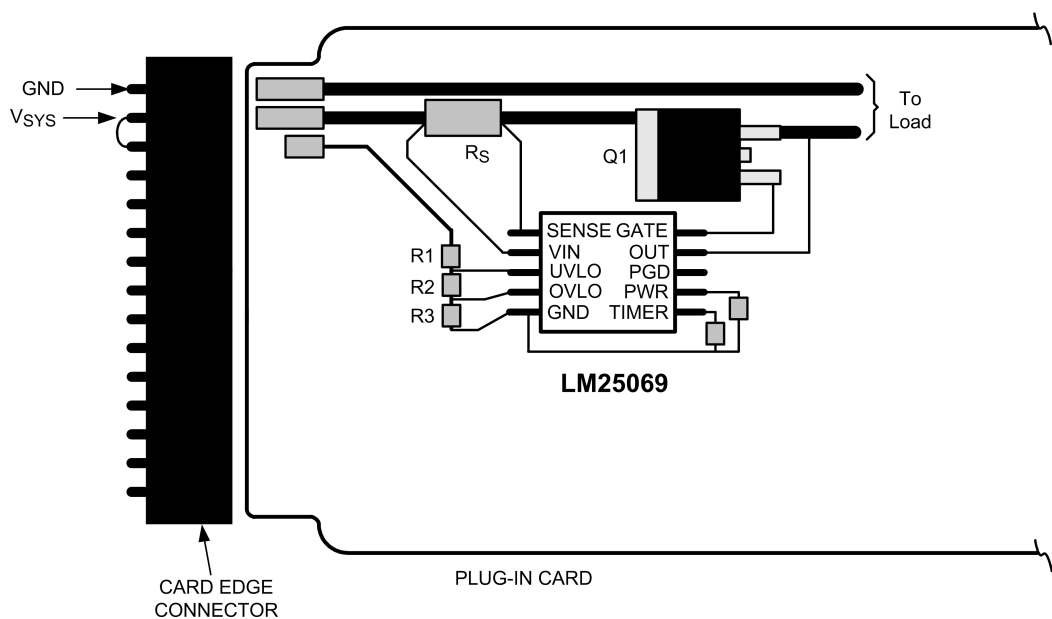 GND
VSYS
To
Load
RS
Q1
SENSE GATE
VIN OUT
UVLO PGD
OVLO PWR
GND TIMER
R1
R2
R3
LM25069
PLUG-IN CARD
CARD EDGE
CONNECTOR